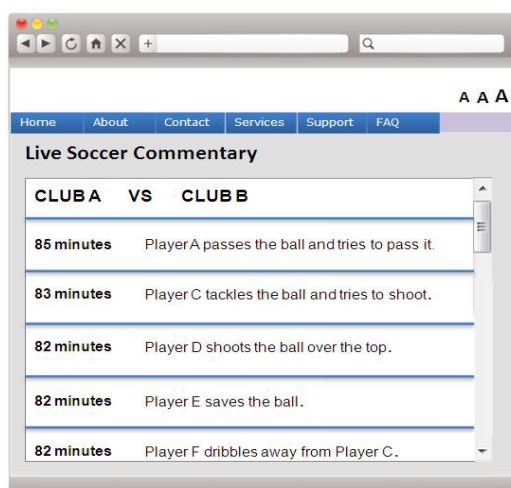 A A A
Home About Contact Services Support FAQ
Live Soccer Commentary
CLUB A VS CLUB B
85 minutes Player A passes the ball and tries to pass it.
83 minutes Player C tackles the ball and tries to shoot.
82 minutes Player D shoots the ball over the top.
82 minutes Player E saves the ball.
82 minutes Player F dribbles away from Player C.